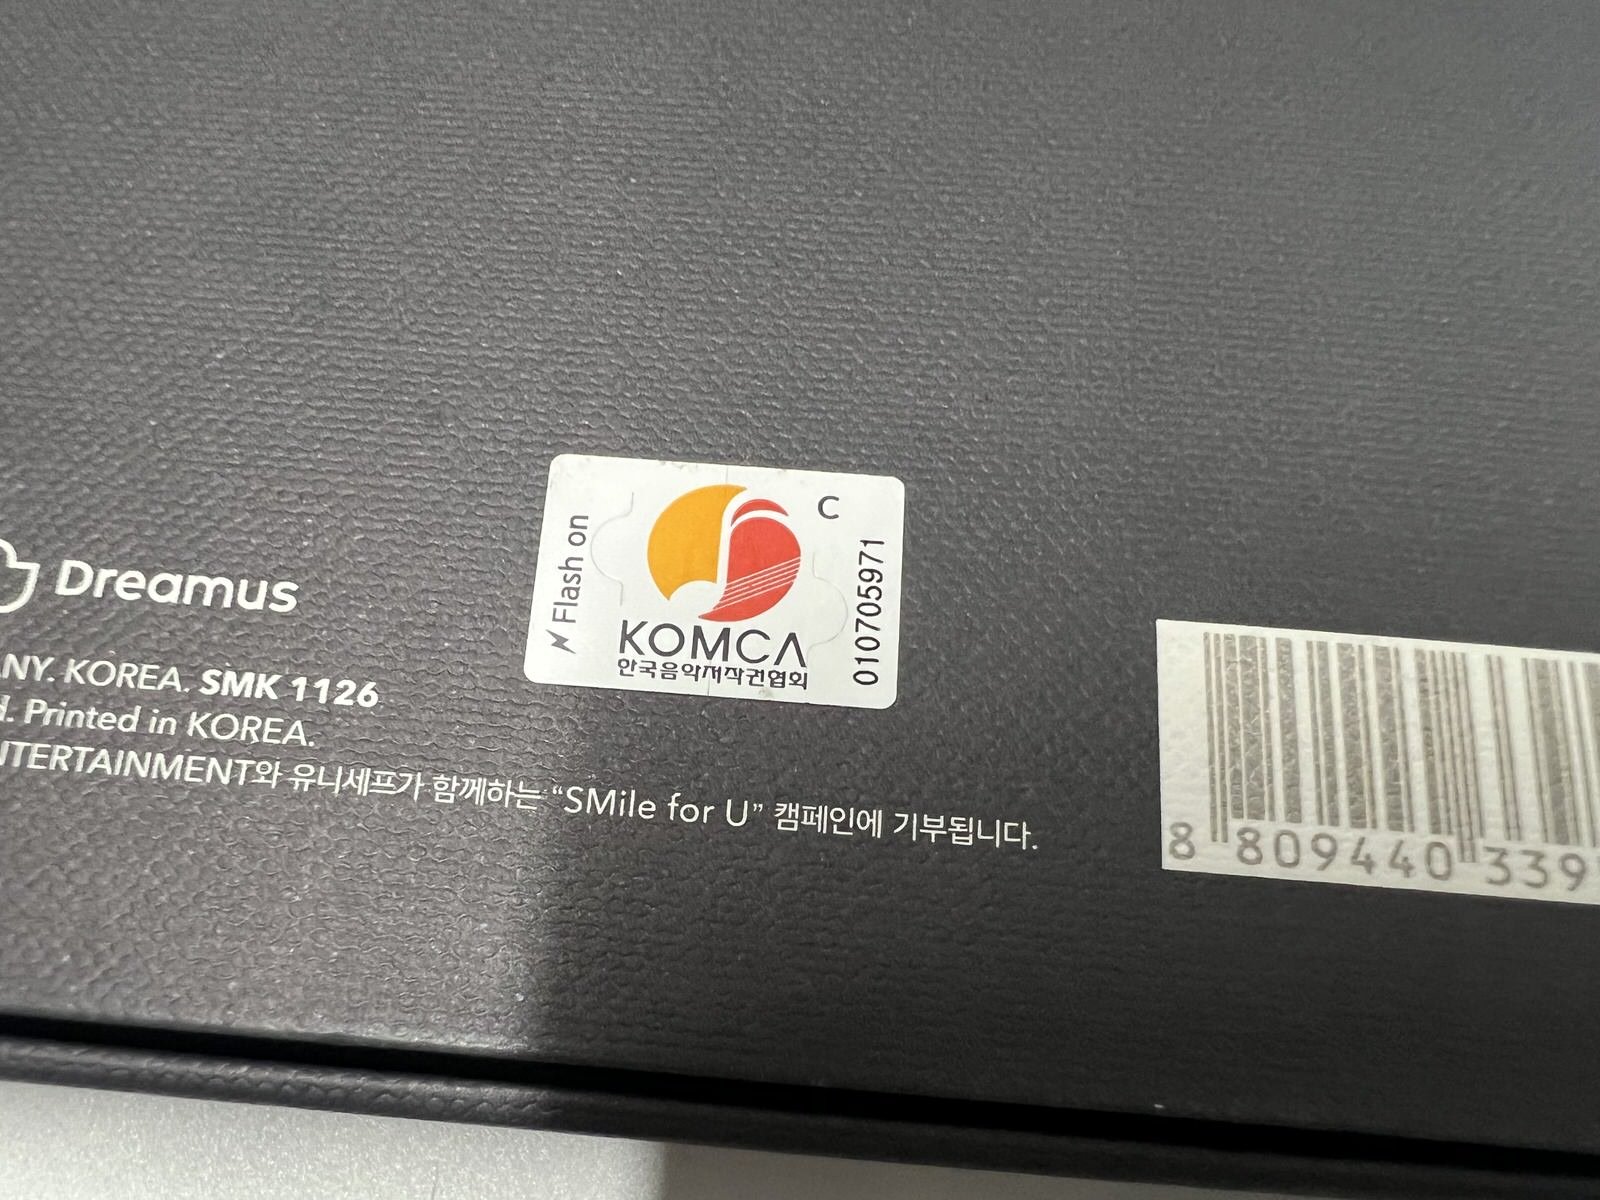 Dreamus
NY. KOREA. SMK 1126
. Printed in KOREA.
NTERTAINMENT와 유니세프가 함께하는 “SMile for U” 캠페인에 기부됩니다.
Flash on
C
KOMCA
한국음악저작권협회
010705971
8 809440 339